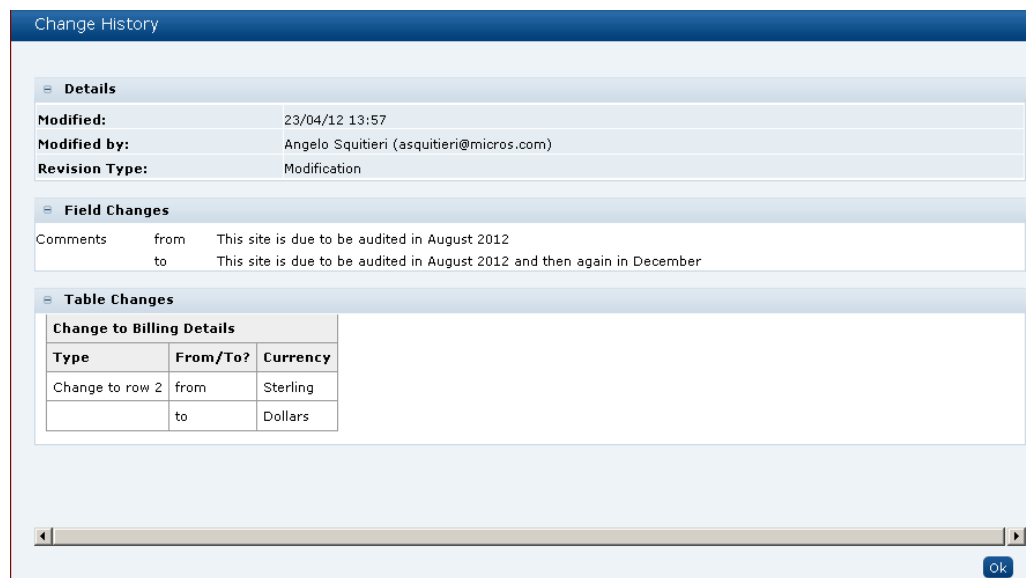 Change History
Details
Modified: 23/04/12 13:57
Modified by: Angelo Squitieri (asquitieri@micros.com)
Revision Type: Modification
Field Changes
Comments from This site is due to be audited in August 2012
to This site is due to be audited in August 2012 and then again in December
Table Changes
Change to Billing Details
Type From/To? Currency
Change to row 2 from Sterling
to Dollars
Ok